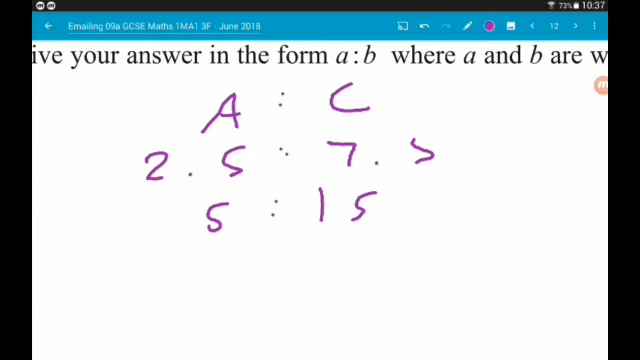 73% 10:37
Emailing 09a GCSE Maths 1MA1 3F - June 2018
12
ive your answer in the form a : b where a and b are w
A : C
2.5 : 7.5
5 : 15